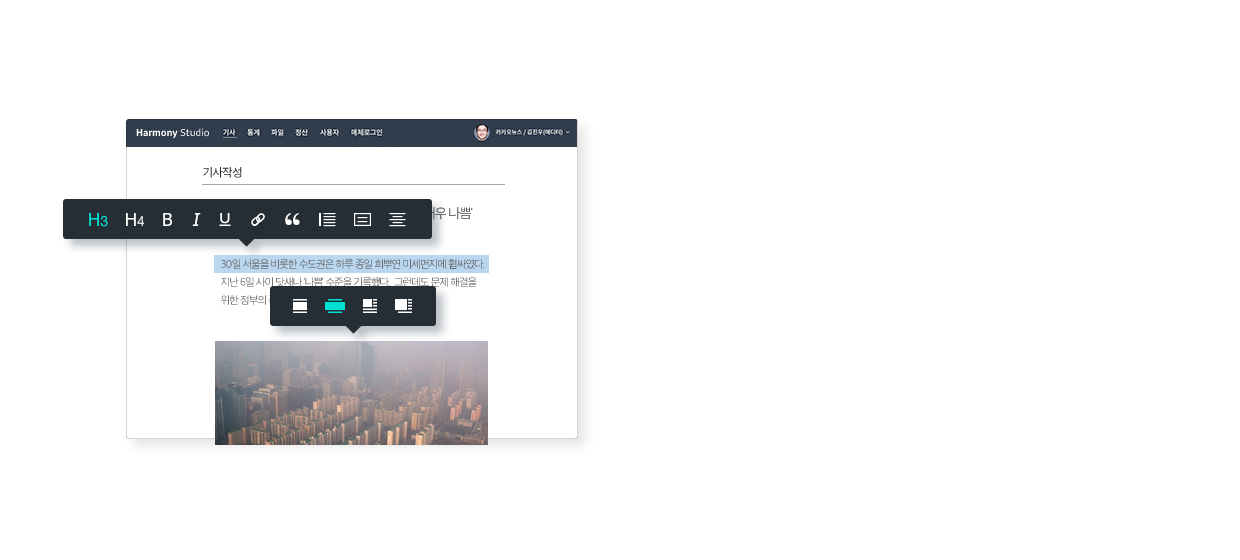 Harmony Studio 기사 통계 파일 정산 사용자 매체로그인 카카오뉴스 / 김진우(에디터)
기사작성
H3 H4 B I U
나쁨'
30일 서울을 비롯한 수도권은 하루 종일 희뿌연 미세먼지에 휩싸였다.
지난 6일 사이 닷새나 '나쁨' 수준을 기록했다. 그런데도 문제 해결을
위한 정부의